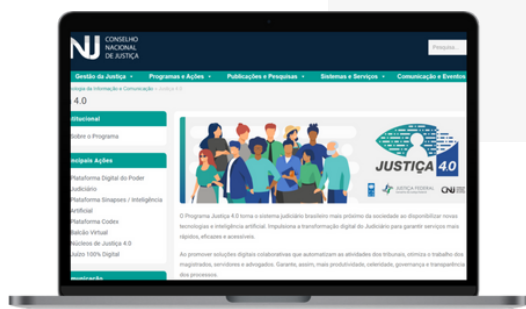 CONSELHO
NACIONAL
DE JUSTIÇA
Pesquisa...
Gestão da Justiça
Programas e Ações
Publicações e Pesquisas
Sistemas e Serviços
Comunicação e Eventos
Informação e Comunicação › Justiça 4.0
4.0
Sobre o Programa
Ações
Plataforma Digital do Poder
Judiciário
Plataforma Sinapses / Inteligência
Artificial
Plataforma Codex
Balcão Virtual
Núcleos de Justiça 4.0
Juízo 100% Digital
JUSTIÇA 4.0
JUSTIÇA FEDERAL
CNJ
O Programa Justiça 4.0 torna o sistema judiciário brasileiro mais próximo da sociedade ao disponibilizar novas
tecnologias e inteligência artificial. Impulsiona a transformação digital do Judiciário para garantir serviços mais
rápidos, eficazes e acessíveis.
Ao promover soluções digitais colaborativas que automatizam as atividades dos tribunais, otimiza o trabalho dos
magistrados, servidores e advogados. Garante, assim, mais produtividade, celeridade, governança e transparência
dos processos.